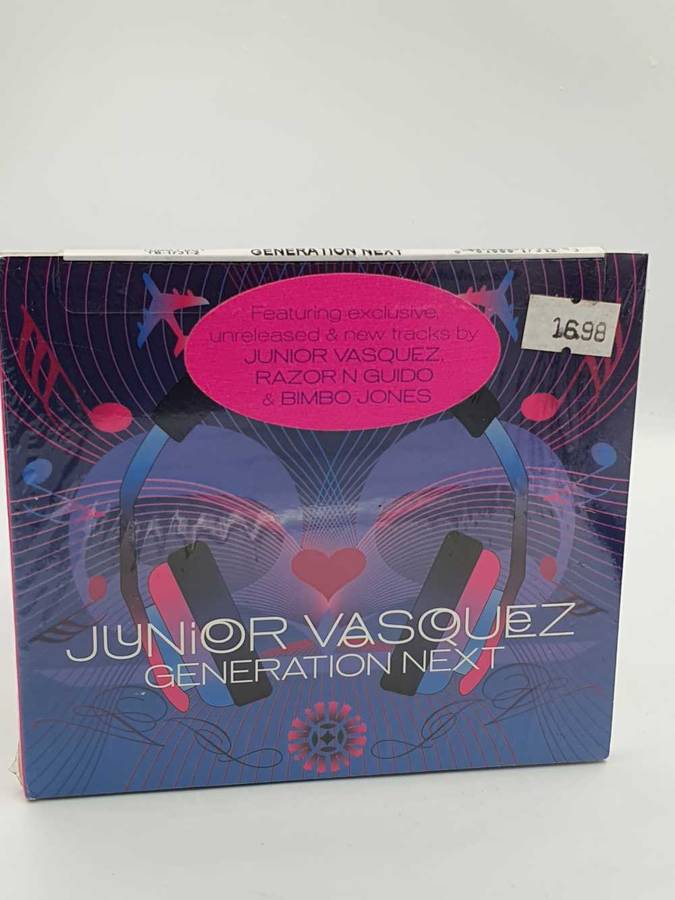 GENERATION NEXT
Featuring exclusive,
unreleased & new tracks by
JUNIOR VASQUEZ,
RAZOR N GUIDO
& BIMBO JONES
16.98
JUNiOR VASQUEZ
GENERATION NEXT